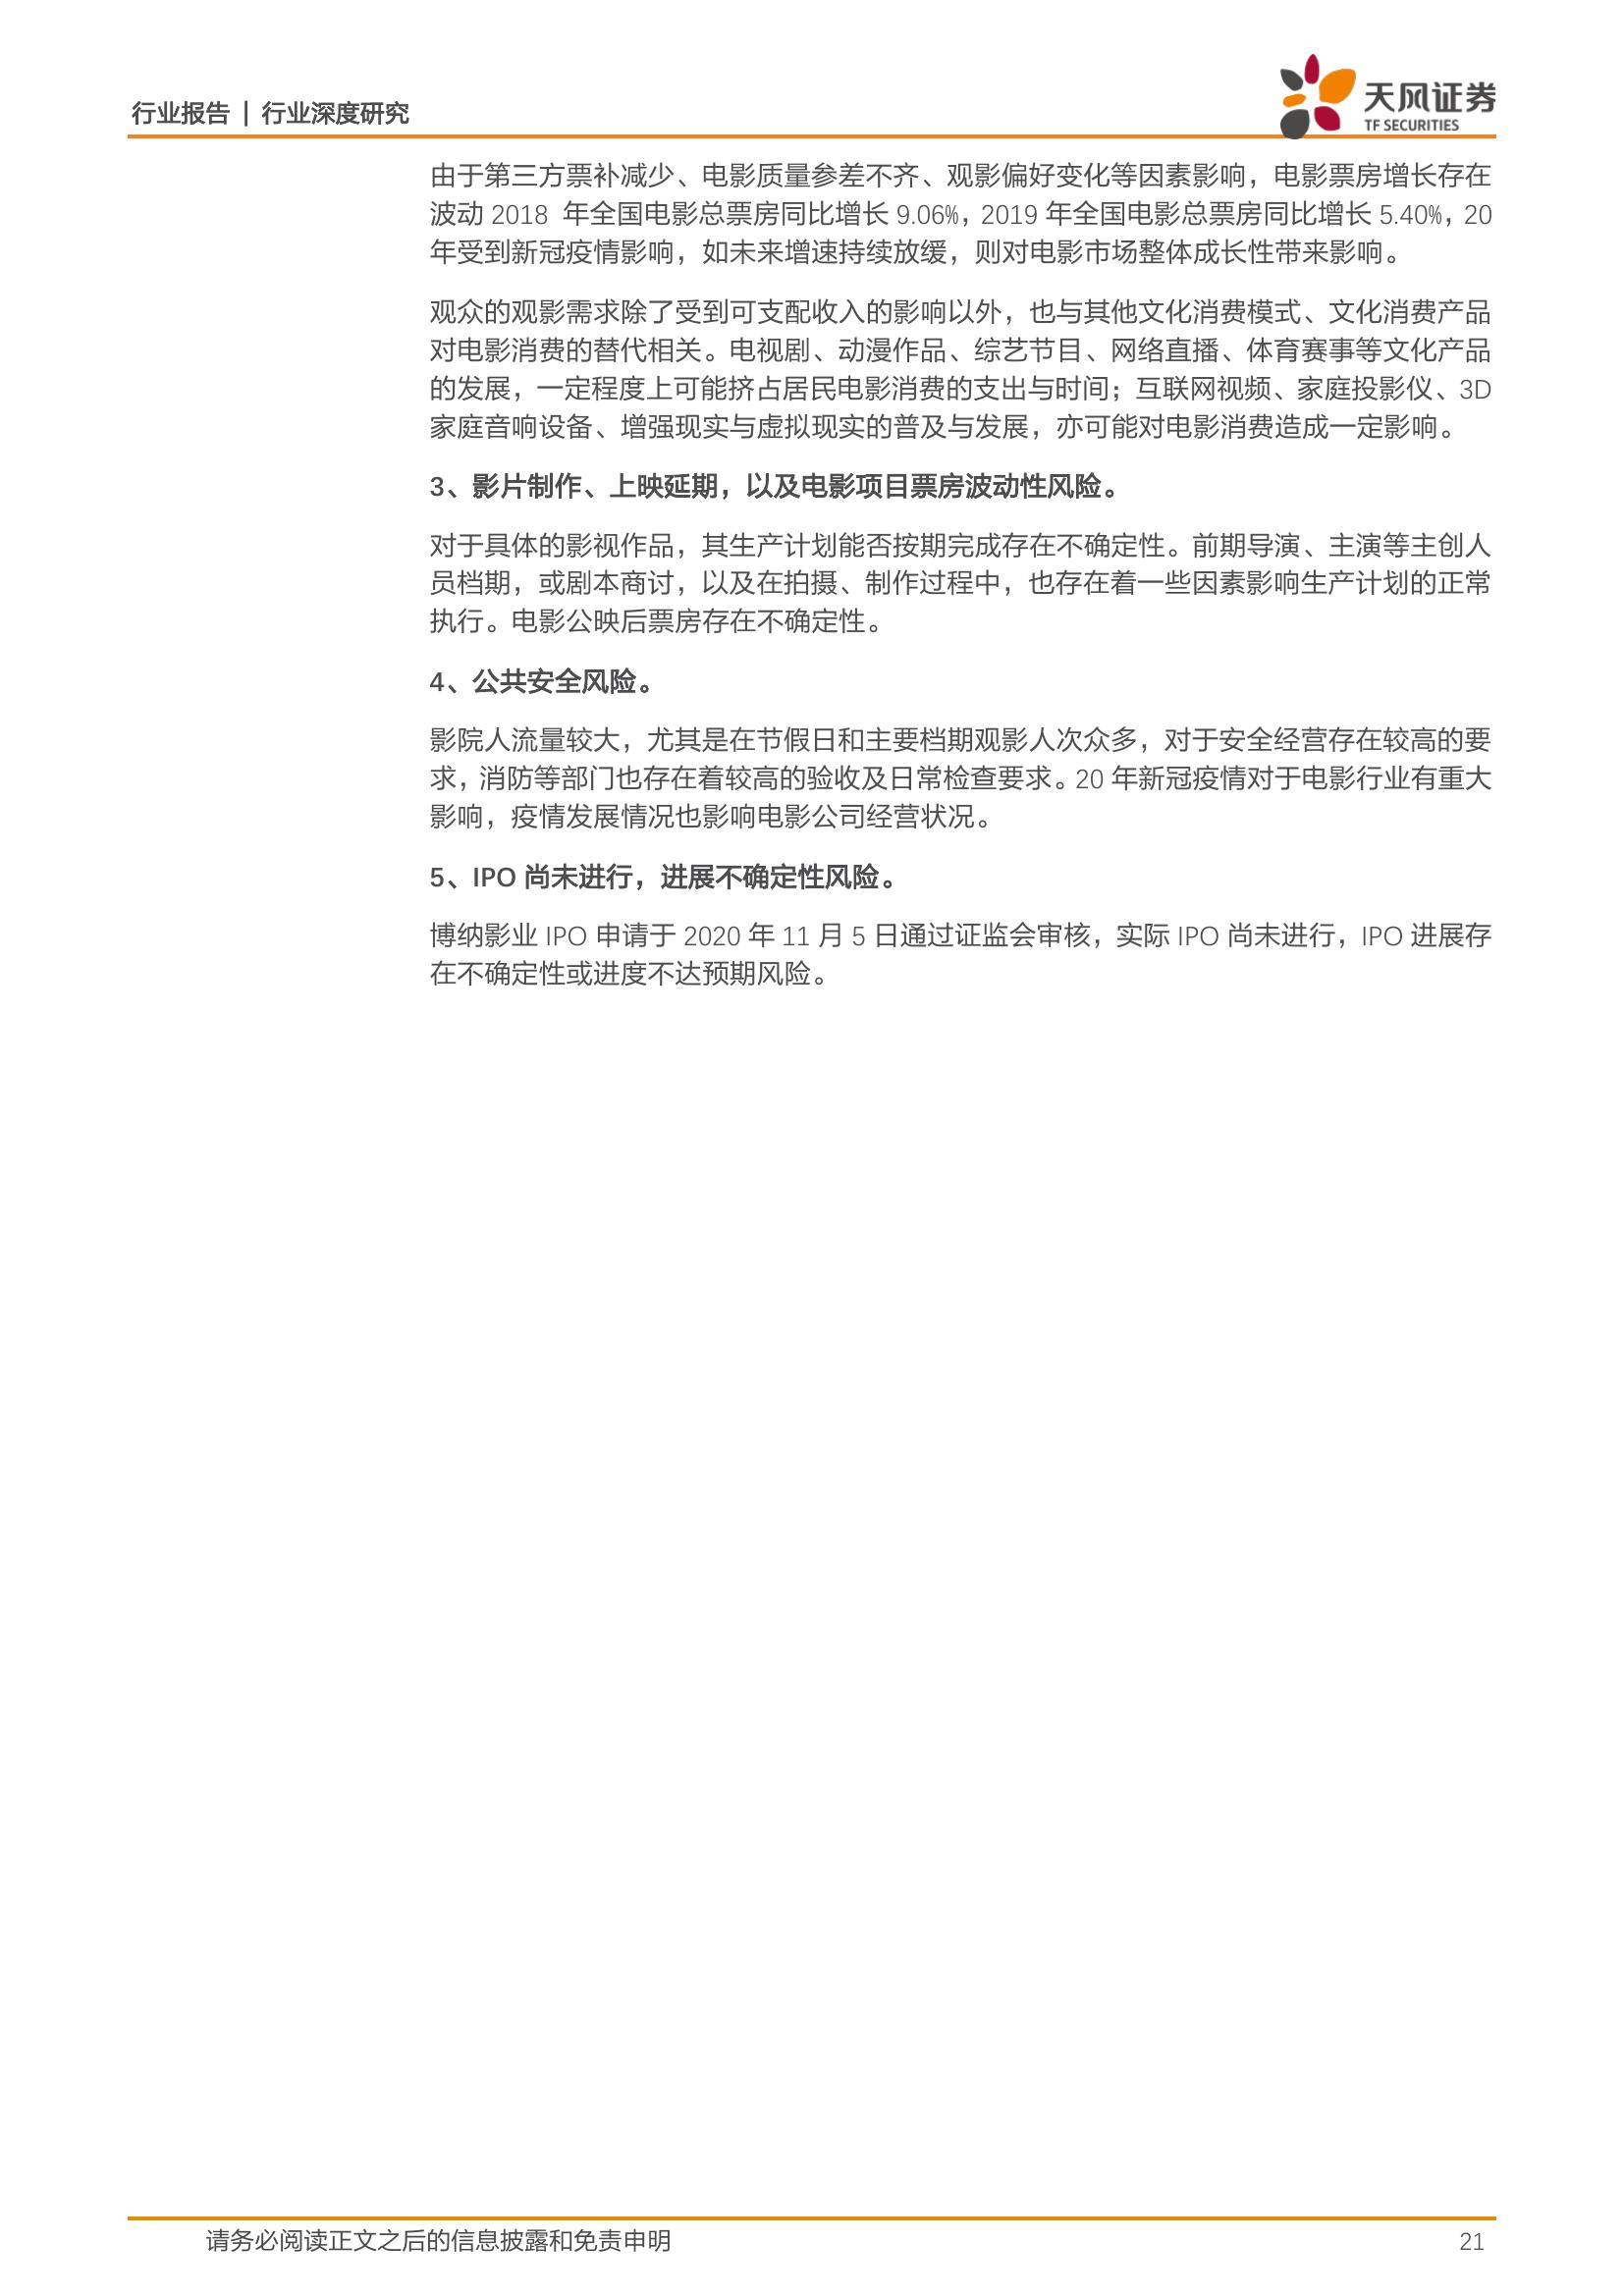 行业报告 | 行业深度研究
天风证券
TF SECURITIES
由于第三方票补减少、电影质量参差不齐、观影偏好变化等因素影响，电影票房增长存在
波动 2018 年全国电影总票房同比增长 9.06%，2019 年全国电影总票房同比增长 5.40%，20
年受到新冠疫情影响，如未来增速持续放缓，则对电影市场整体成长性带来影响。
观众的观影需求除了受到可支配收入的影响以外，也与其他文化消费模式、文化消费产品
对电影消费的替代相关。电视剧、动漫作品、综艺节目、网络直播、体育赛事等文化产品
的发展，一定程度上可能挤占居民电影消费的支出与时间；互联网视频、家庭投影仪、3D
家庭音响设备、增强现实与虚拟现实的普及与发展，亦可能对电影消费造成一定影响。
3、影片制作、上映延期，以及电影项目票房波动性风险。
对于具体的影视作品，其生产计划能否按期完成存在不确定性。前期导演、主演等主创人
员档期，或剧本商讨，以及在拍摄、制作过程中，也存在着一些因素影响生产计划的正常
执行。电影公映后票房存在不确定性。
4、公共安全风险。
影院人流量较大，尤其是在节假日和主要档期观影人次众多，对于安全经营存在较高的要
求，消防等部门也存在着较高的验收及日常检查要求。20 年新冠疫情对于电影行业有重大
影响，疫情发展情况也影响电影公司经营状况。
5、IPO 尚未进行，进展不确定性风险。
博纳影业 IPO 申请于 2020 年 11 月 5 日通过证监会审核，实际 IPO 尚未进行，IPO 进展存
在不确定性或进度不达预期风险。
请务必阅读正文之后的信息披露和免责申明
21